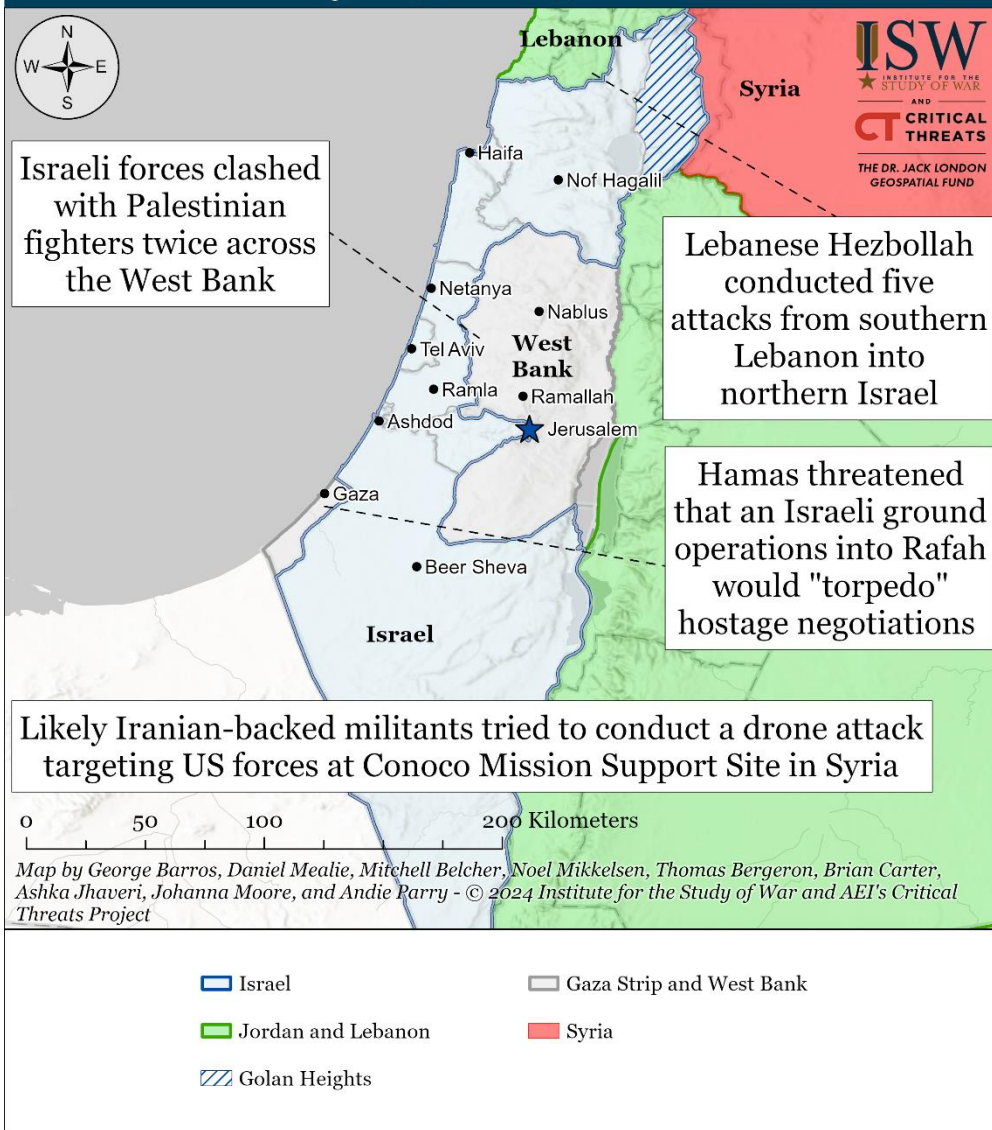 N
W
E
S
Lebanon
Syria
ISW
INSTITUTE FOR THE
STUDY OF WAR
AND
CT CRITICAL
THREATS
THE DR. JACK LONDON
GEOSPATIAL FUND
Israeli forces clashed
with Palestinian
fighters twice across
the West Bank
Haifa
Nof Hagalil
Lebanese Hezbollah
conducted five
attacks from southern
Lebanon into
northern Israel
Netanya
Nablus
Tel Aviv
West
Bank
Ramla
Ramallah
Ashdod
Jerusalem
Hamas threatened
that an Israeli ground
operations into Rafah
would "torpedo"
hostage negotiations
Gaza
Beer Sheva
Israel
Likely Iranian-backed militants tried to conduct a drone attack
targeting US forces at Conoco Mission Support Site in Syria
0 50 100 200 Kilometers
Map by George Barros, Daniel Mealie, Mitchell Belcher, Noel Mikkelsen, Thomas Bergeron, Brian Carter,
Ashka Jhaveri, Johanna Moore, and Andie Parry - © 2024 Institute for the Study of War and AEI's Critical
Threats Project
Israel
Gaza Strip and West Bank
Jordan and Lebanon
Syria
Golan Heights